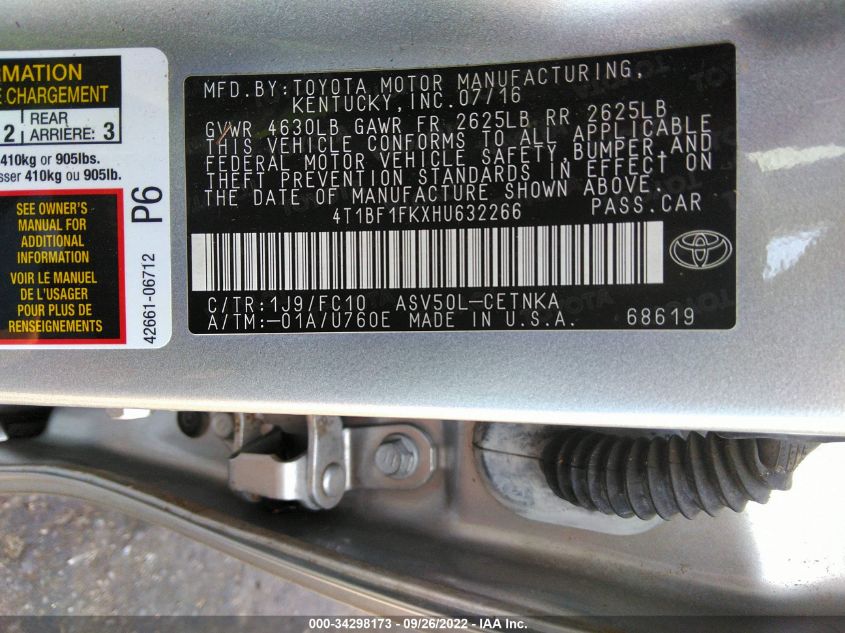 RMATION
E CHARGEMENT
2 REAR ARRIÈRE: 3
410kg or 905lbs.
sser 410kg ou 905lb.
SEE OWNER'S
MANUAL FOR
ADDITIONAL
INFORMATION
VOIR LE MANUEL
DE L'USAGER
POUR PLUS DE
RENSEIGNEMENTS
P6
42661-06712
MFD.BY:TOYOTA MOTOR MANUFACTURING,
KENTUCKY,INC.07/16
GVWR 4630LB GAWR FR 2625LB RR 2625LB
THIS VEHICLE CONFORMS TO ALL APPLICABLE
FEDERAL MOTOR VEHICLE SAFETY,BUMPER,AND
THEFT PREVENTION STANDARDS IN EFFECT ON
THE DATE OF MANUFACTURE SHOWN ABOVE.
4T1BF1FKXHU632266 PASS.CAR
C/TR:1J9/FC10 ASV50L-CETNKA
A/TM:-01A/U760E MADE IN U.S.A. 68619
000-34298173 - 09/26/2022 - IAA Inc.